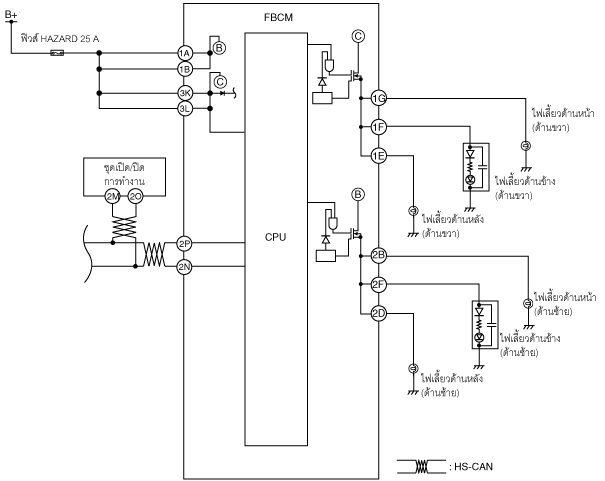 B+
FBCM
ฟิวส์ HAZARD 25 A
1A
B
1B
C
3K
3L
C
1G
1F
1E
ไฟเลี้ยวด้านหน้า
(ด้านขวา)
ไฟเลี้ยวด้านข้าง
(ด้านขวา)
ไฟเลี้ยวด้านหลัง
(ด้านขวา)
ชุดเปิด/ปิด
การทำงาน
2M
2O
2P
2N
CPU
B
2B
2F
2D
ไฟเลี้ยวด้านหน้า
(ด้านซ้าย)
ไฟเลี้ยวด้านข้าง
(ด้านซ้าย)
ไฟเลี้ยวด้านหลัง
(ด้านซ้าย)
: HS-CAN